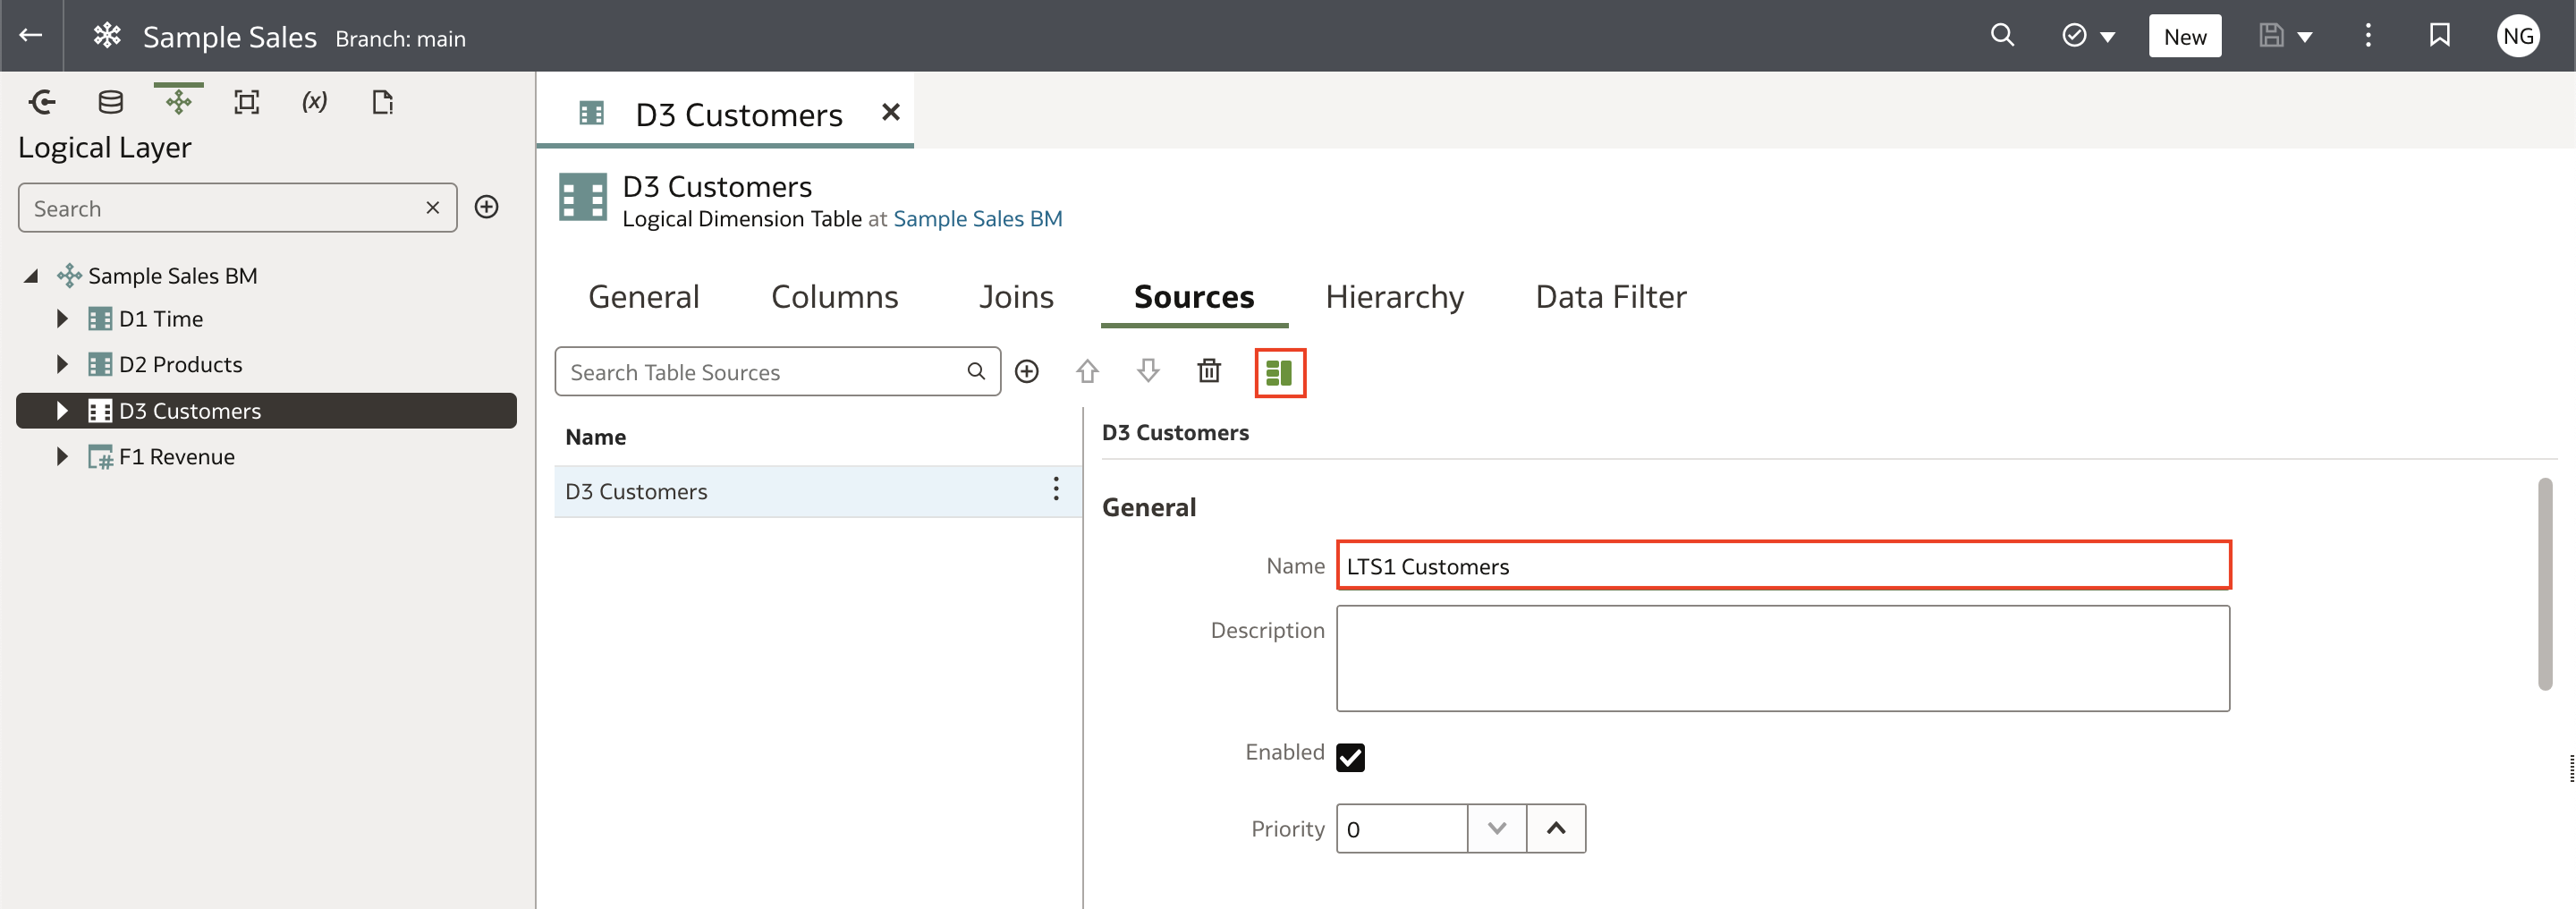 Sample Sales Branch: main
New
NG
Logical Layer
Search
Sample Sales BM
D1 Time
D2 Products
D3 Customers
F1 Revenue
(x)
D3 Customers
D3 Customers
Logical Dimension Table at Sample Sales BM
General Columns Joins Sources Hierarchy Data Filter
Search Table Sources
Name
D3 Customers
D3 Customers
General
Name LTS1 Customers
Description
Enabled
Priority 0